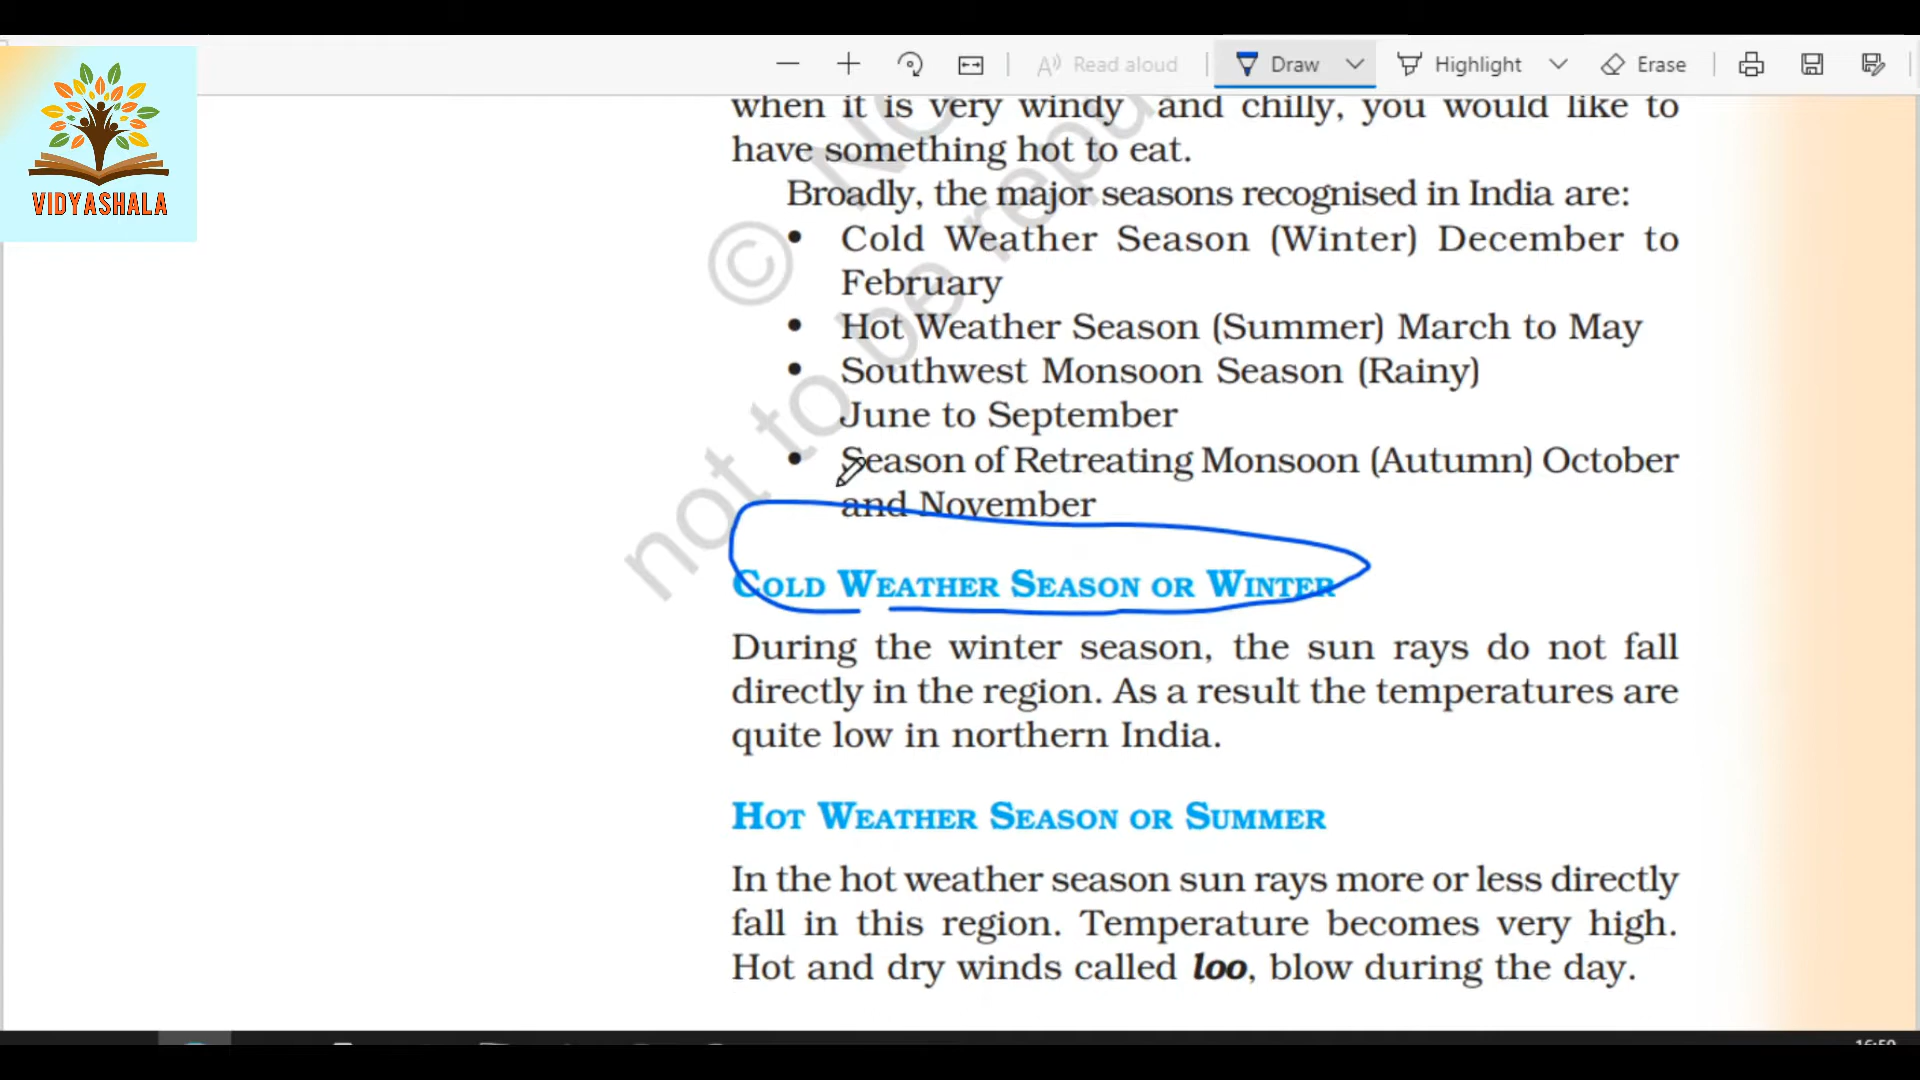 Read aloud
Draw
Highlight
Erase
VIDYASHALA
when it is very windy and chilly, you would like to
have something hot to eat.
Broadly, the major seasons recognised in India are:
• Cold Weather Season (Winter) December to
February
• Hot Weather Season (Summer) March to May
• Southwest Monsoon Season (Rainy)
June to September
• Season of Retreating Monsoon (Autumn) October
and November
COLD WEATHER SEASON OR WINTER
During the winter season, the sun rays do not fall
directly in the region. As a result the temperatures are
quite low in northern India.
HOT WEATHER SEASON OR SUMMER
In the hot weather season sun rays more or less directly
fall in this region. Temperature becomes very high.
Hot and dry winds called loo, blow during the day.
©
not to be